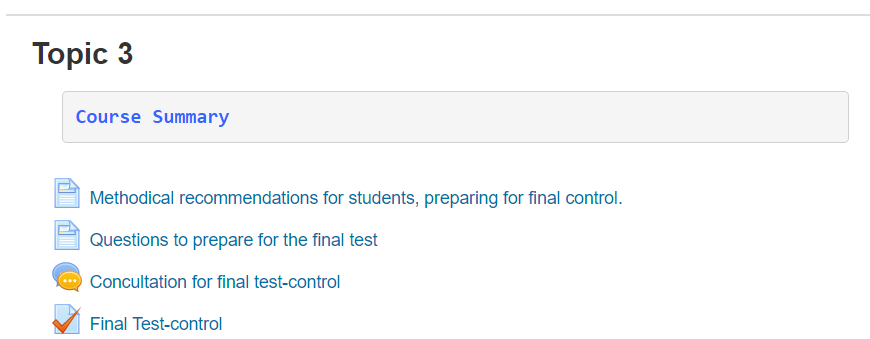 Topic 3
Course Summary
Methodical recommendations for students, preparing for final control.
Questions to prepare for the final test
Concultation for final test-control
Final Test-control